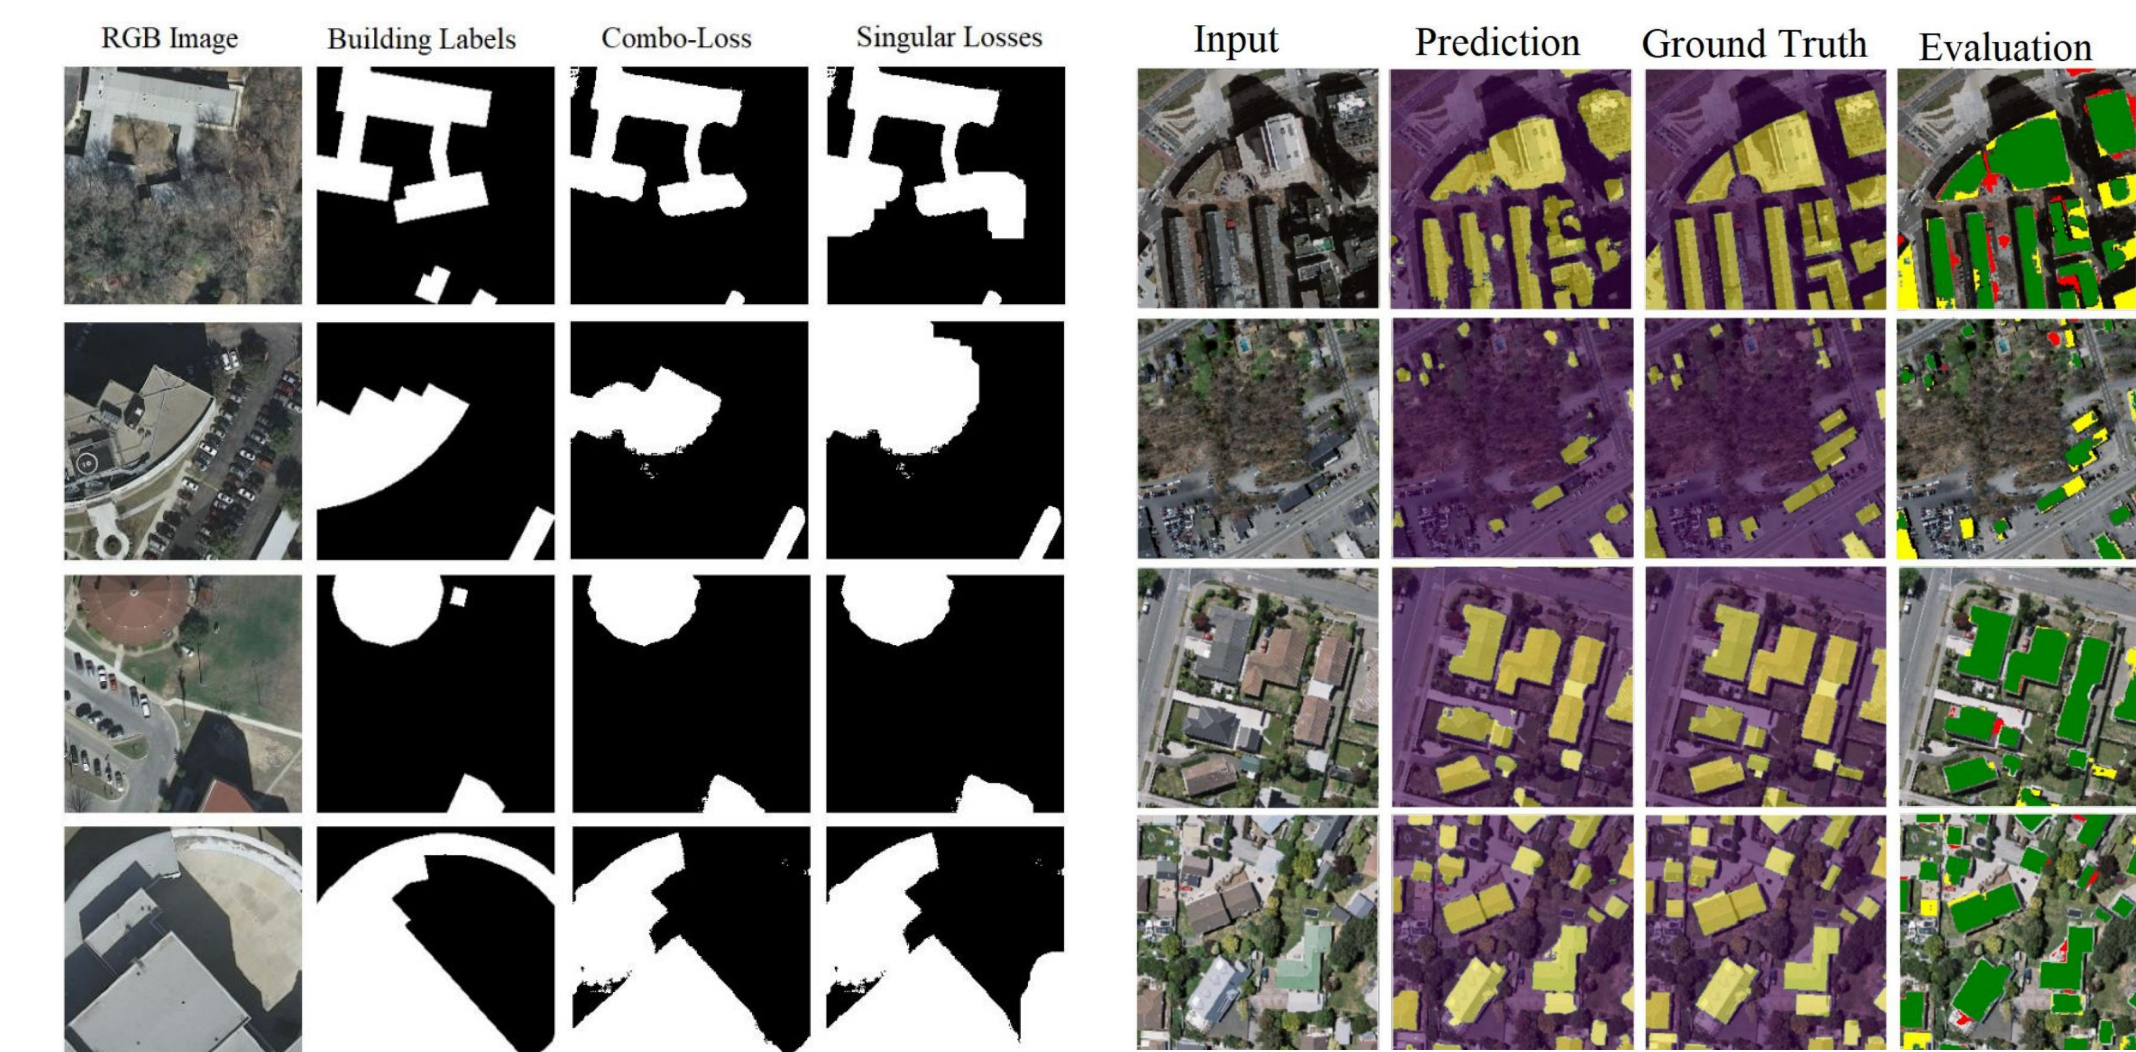 RGB Image
Building Labels
Combo-Loss
Singular Losses
Input
Prediction
Ground Truth
Evaluation